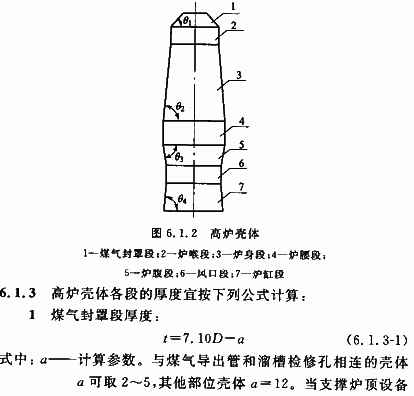 θ₁
1
2
3
θ₂
4
θ₃
5
6
θ₄
7
图 6.1.2 高炉壳体
1—煤气封罩段；2—炉喉段；3—炉身段；4—炉腰段；
5—炉腹段；6—风口段；7—炉缸段
6.1.3 高炉壳体各段的厚度宜按下列公式计算：
1 煤气封罩段厚度：
t=7.10D−a (6.1.3-1)
式中：a——计算参数。与煤气导出管和溜槽检修孔相连的壳体
a 可取 2～5，其他部位壳体 a=12。当支撑炉顶设备